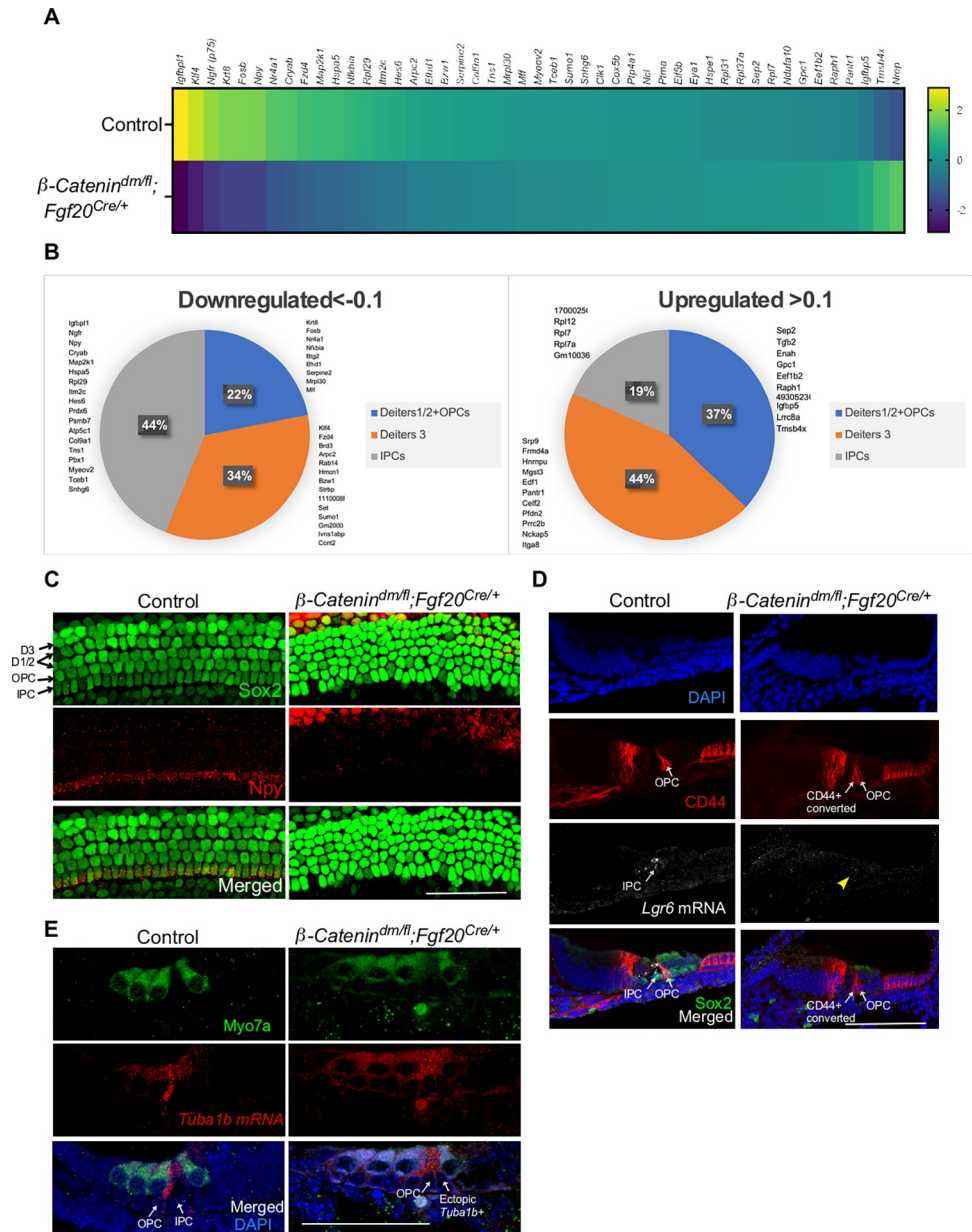 A
Igfbpl1
Klf4
Ngfr (p75)
Krt8
Fosb
Npy
Nr4a1
Cryab
Fzd4
Map2k1
Hspa5
Nfkbia
Rpl29
Itm2c
Hes6
Arpc2
Efhd1
Bzw1
Serpine2
Tns1
Mrpl30
Mff
Myeov2
Tceb1
Sumo1
Snhg6
Clk1
Cox5b
Ptp4a1
Ncl
Ptma
Eif5b
Eya1
Hspe1
Rpl31
Rpl37a
Sep2
Rpl7
Ndufa10
Gpc1
Eef1b2
Raph1
Pantr1
Igfbp5
Tmsb4x
Control
β-Catenin^dm/fl;
Fgf20^Cre/+
2
0
-2
B
Downregulated<-0.1
Igfbpl1
Ngfr
Npy
Cryab
Map2k1
Hspa5
Rpl29
Itm2c
Hes6
Prdx6
Psmb7
Atp5c1
Col9a1
Tns1
Pbx1
Myeov2
Tceb1
Snhg6
44%
22%
34%
Krt8
Fosb
Nr4a1
Nfkbia
Btg2
Efhd1
Serpine2
Mrpl30
Mff
Deiters1/2+OPCs
Deiters 3
IPCs
Klf4
Fzd4
Brd3
Arpc2
Rab14
Hmcn1
Bzw1
Strbp
Set
Sumo1
Gm2000
Ivns1abp
Ccnt2
Upregulated >0.1
Rpl12
Rpl7
Rpl7a
Gm10036
19%
37%
44%
Sep2
Tgfb2
Enah
Gpc1
Eef1b2
Raph1
Igfbp5
Lrrc8a
Tmsb4x
Deiters1/2+OPCs
Deiters 3
IPCs
Srp9
Frmd4a
Hnrnpu
Mgst3
Edf1
Pantr1
Celf2
Pfdn2
Prrc2b
Nckap5
Itga8
C
Control
β-Catenin^dm/fl;Fgf20^Cre/+
D3
D1/2
OPC
IPC
Sox2
Npy
Merged
D
Control
β-Catenin^dm/fl;Fgf20^Cre/+
DAPI
OPC
CD44
CD44+
converted
OPC
IPC
Lgr6 mRNA
IPC OPC
Sox2
Merged
CD44+
converted
OPC
E
Control
β-Catenin^dm/fl;Fgf20^Cre/+
Myo7a
Tuba1b mRNA
OPC
IPC
Merged
DAPI
OPC
Ectopic
Tuba1b+